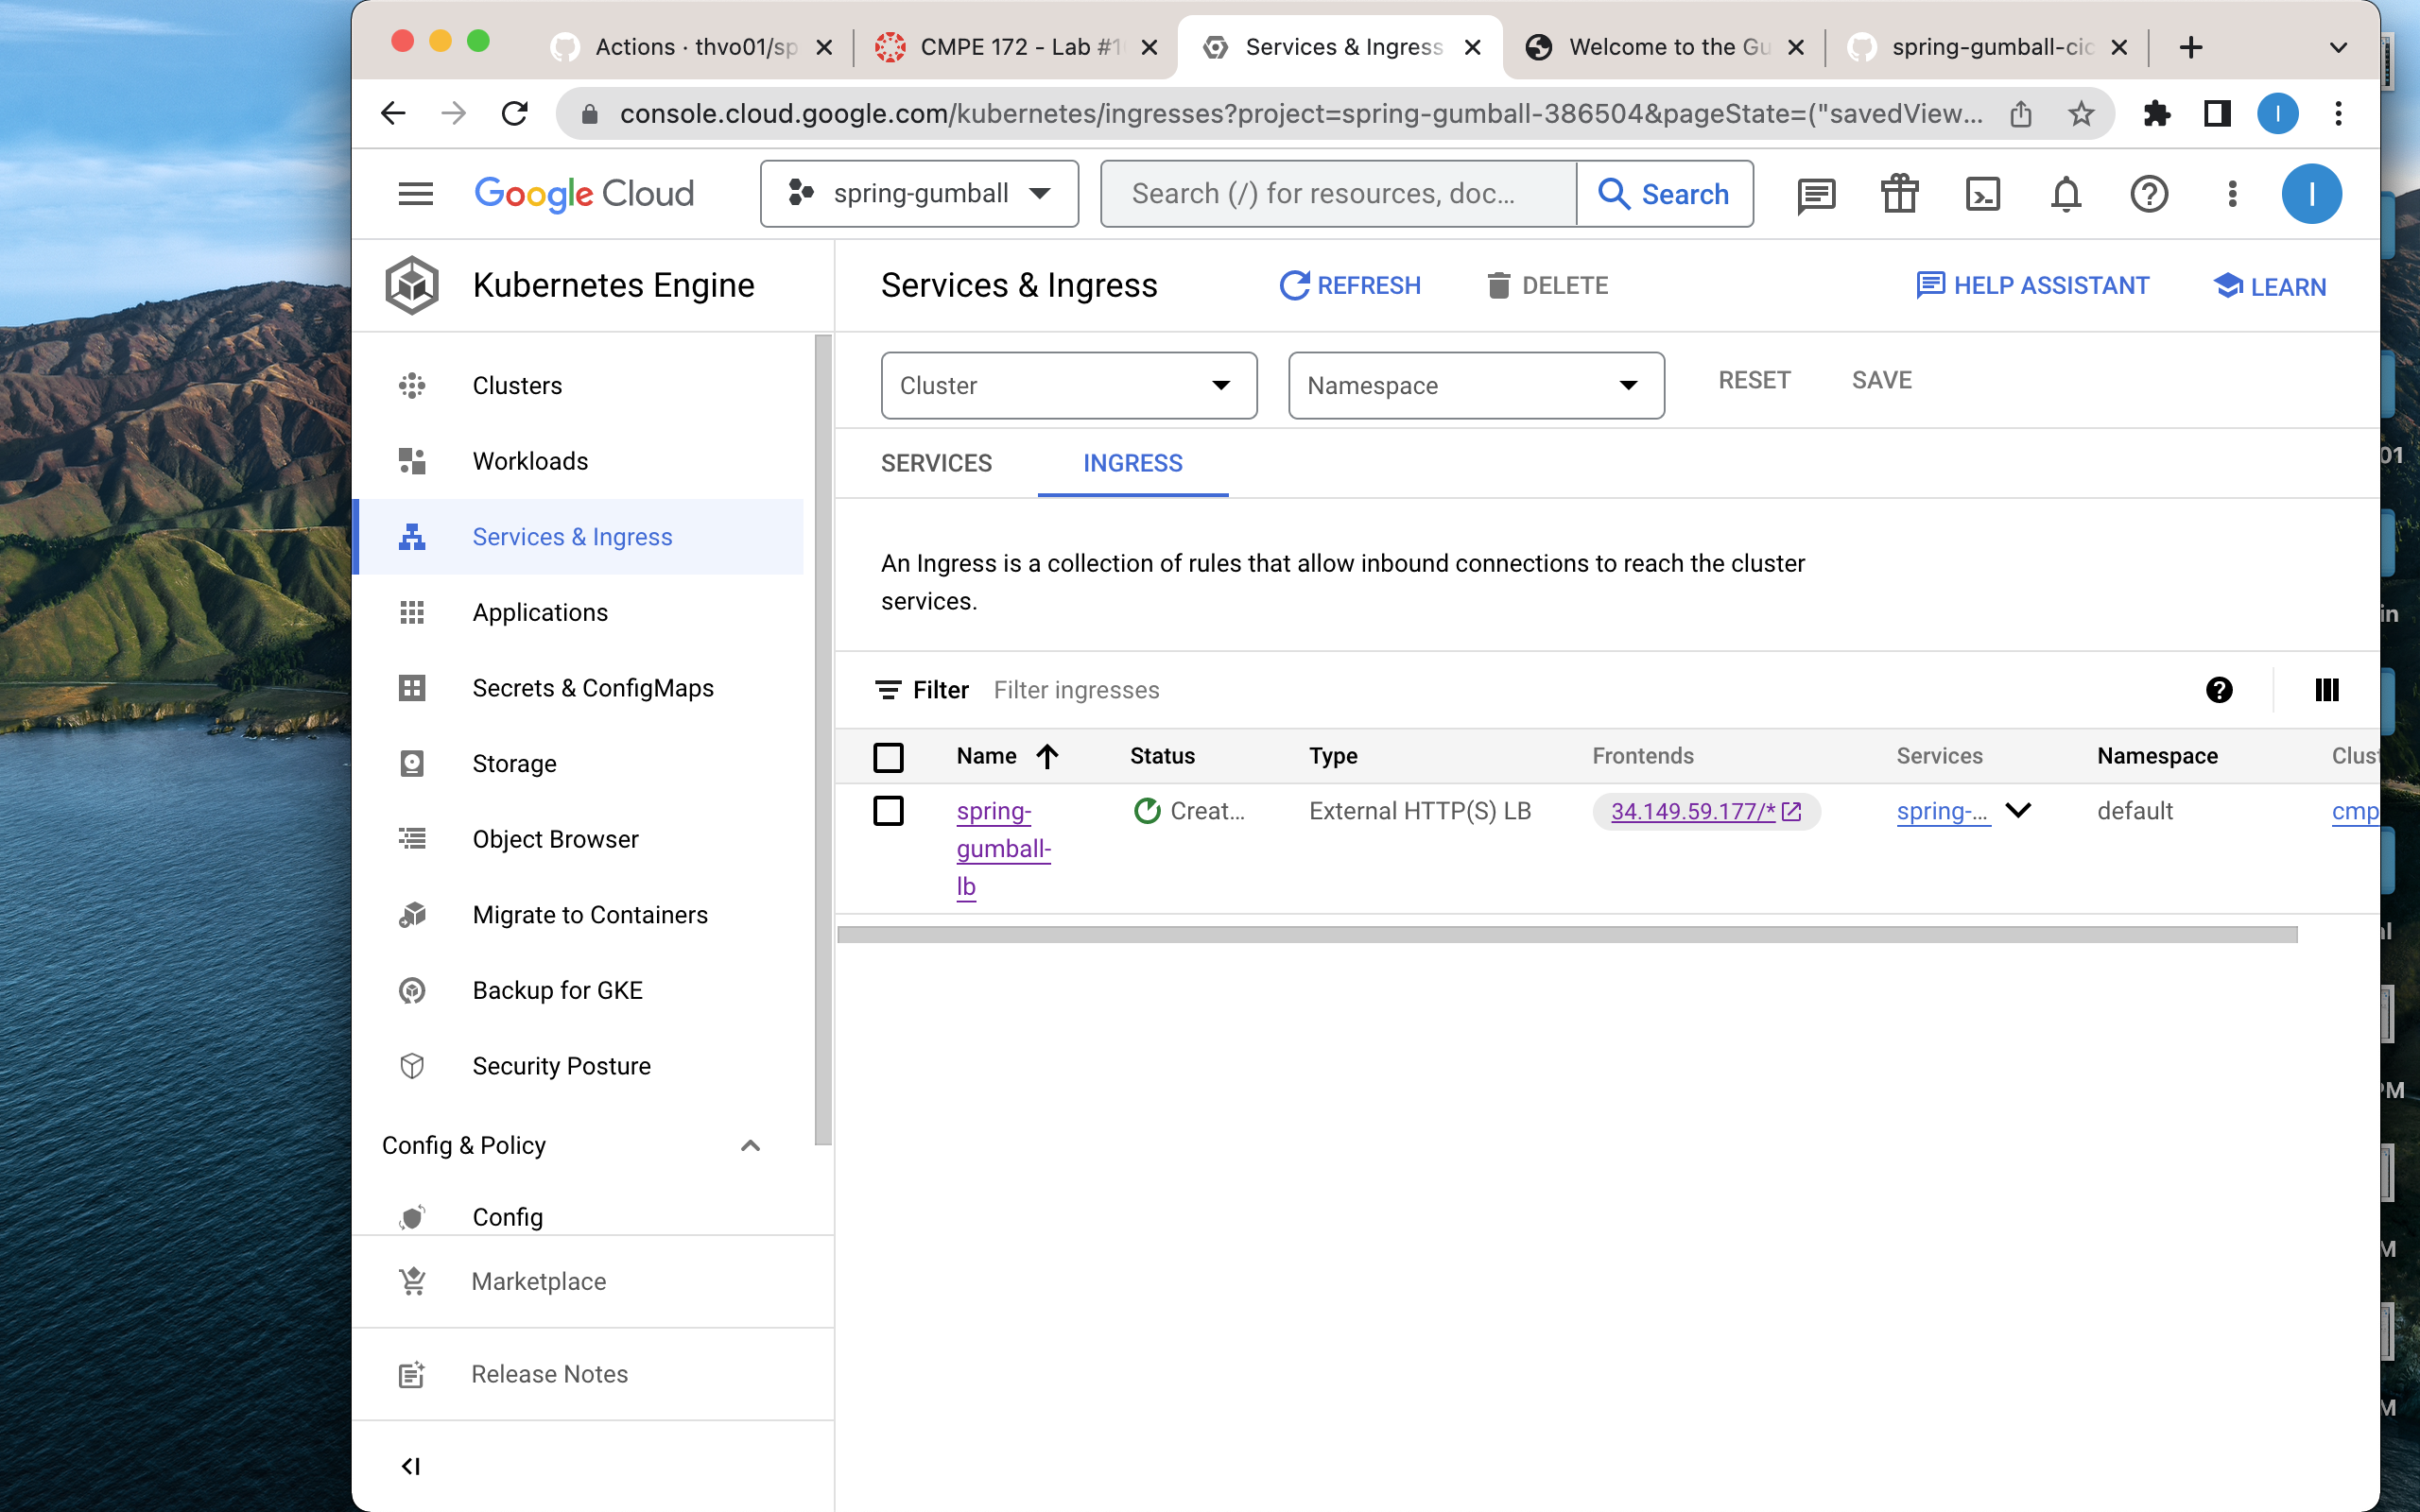 Actions · thvo01/sp
CMPE 172 - Lab #1
Services & Ingress
Welcome to the Gu
spring-gumball-cic
console.cloud.google.com/kubernetes/ingresses?project=spring-gumball-386504&pageState=("savedView...
I
Google Cloud
spring-gumball
Search (/) for resources, doc...
Search
I
Kubernetes Engine
Services & Ingress
REFRESH
DELETE
HELP ASSISTANT
LEARN
Clusters
Workloads
Services & Ingress
Applications
Secrets & ConfigMaps
Storage
Object Browser
Migrate to Containers
Backup for GKE
Security Posture
Config & Policy
Config
Marketplace
Release Notes
Cluster
Namespace
RESET
SAVE
SERVICES
INGRESS
An Ingress is a collection of rules that allow inbound connections to reach the cluster
services.
Filter
Filter ingresses
Name
Status
Type
Frontends
Services
Namespace
Clust
spring-
gumball-
lb
Creat...
External HTTP(S) LB
34.149.59.177/*
spring-...
default
cmp
01
in
PM